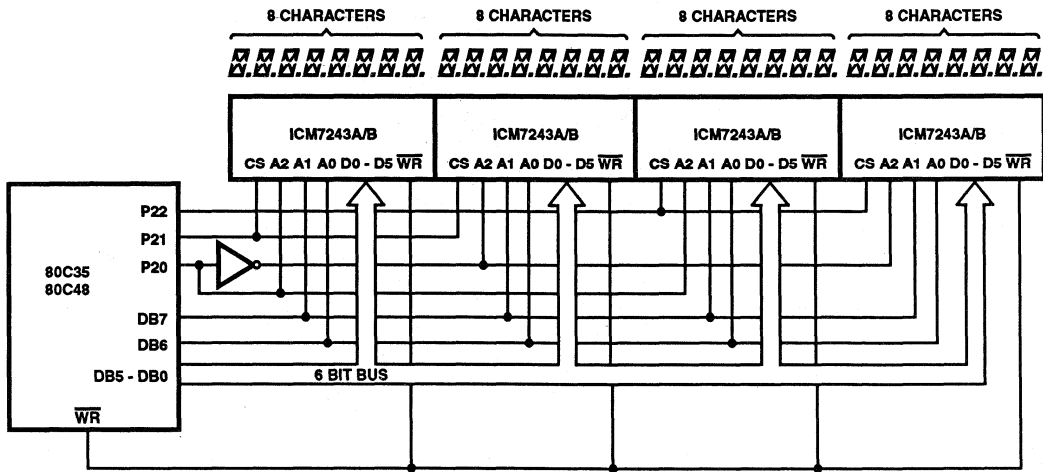 8 CHARACTERS 8 CHARACTERS 8 CHARACTERS 8 CHARACTERS
ICM7243A/B ICM7243A/B ICM7243A/B ICM7243A/B
CS A2 A1 A0 D0 - D5 WR CS A2 A1 A0 D0 - D5 WR CS A2 A1 A0 D0 - D5 WR CS A2 A1 A0 D0 - D5 WR
P22
P21
P20
80C35
80C48
DB7
DB6
DB5 - DB0
6 BIT BUS
WR